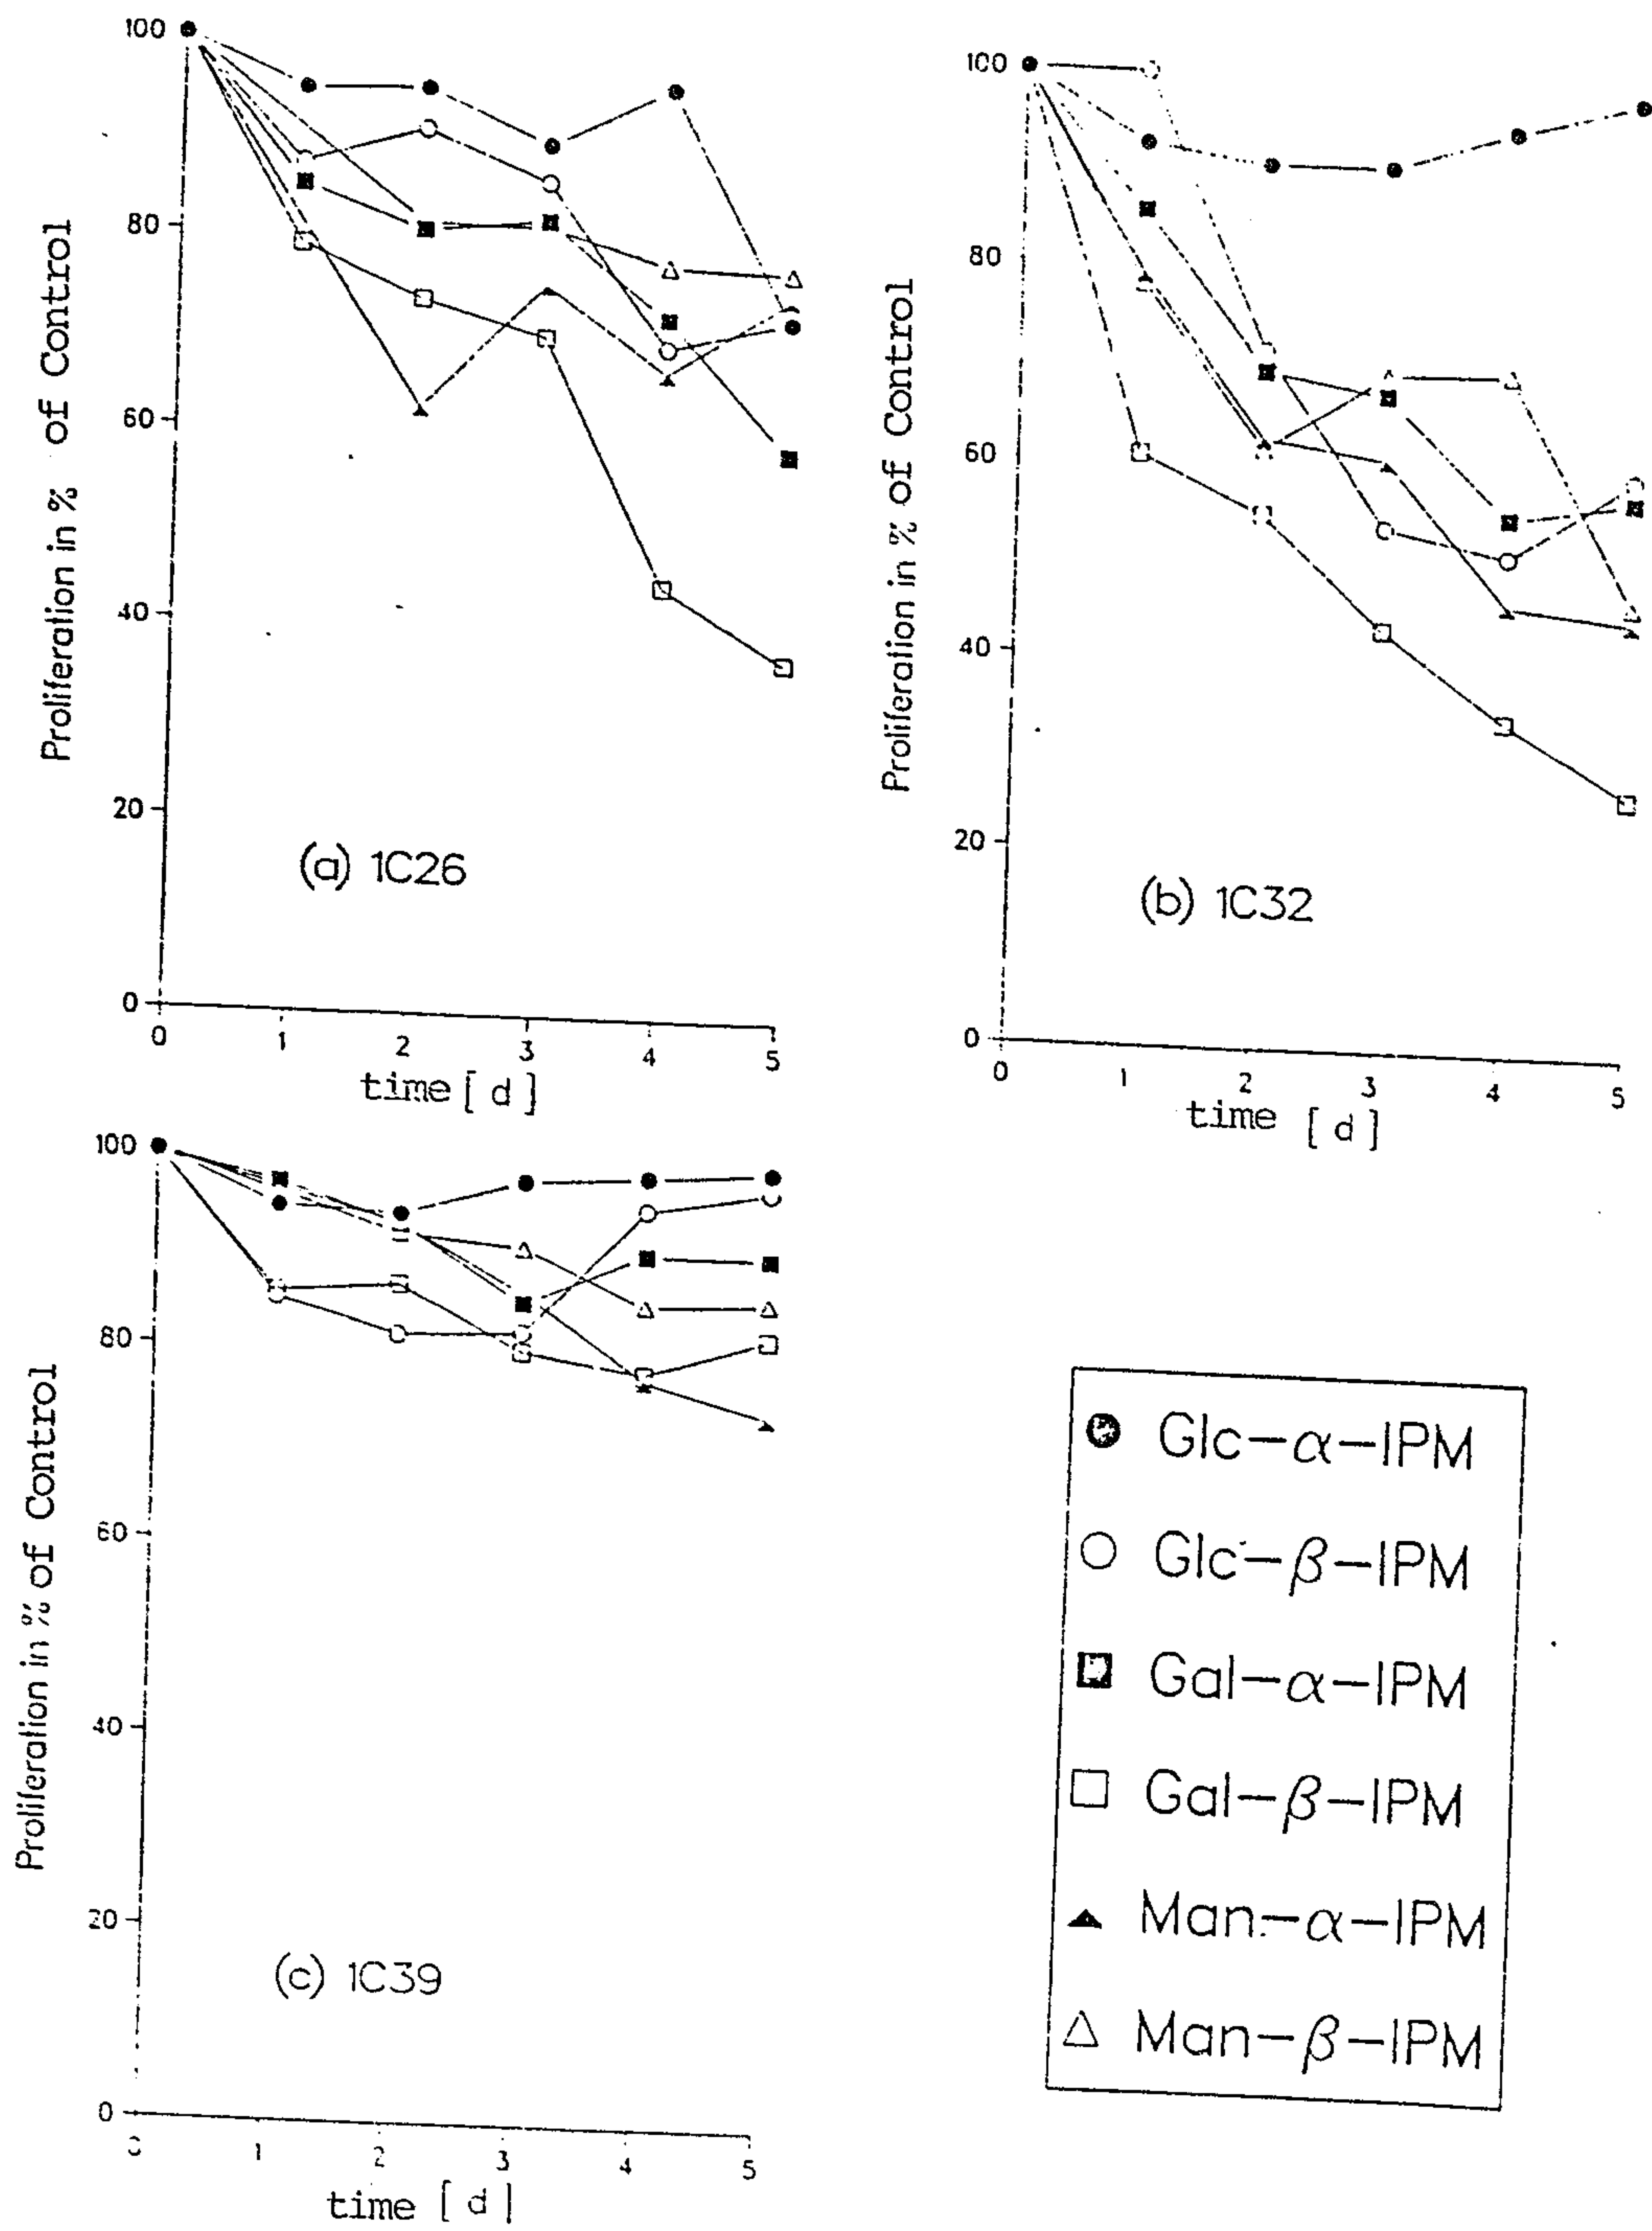 100
80
60
40
20
0
Proliferation in % of Control
(a) 1C26
0 1 2 3 4 5
time [ d ]
100
80
60
40
20
0
Proliferation in % of Control
(b) 1C32
0 1 2 3 4 5
time [ d ]
100
80
60
40
20
0
Proliferation in % of Control
(c) 1C39
0 1 2 3 4 5
time [ d ]
Glc-α-IPM
Glc-β-IPM
Gal-α-IPM
Gal-β-IPM
Man-α-IPM
Man-β-IPM